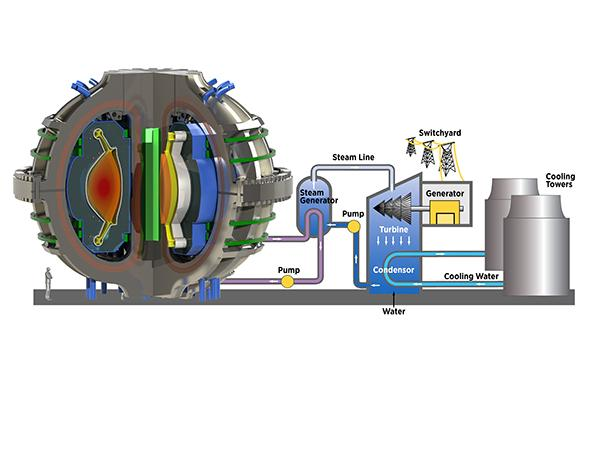 Switchyard
Steam Line
Cooling
Towers
Steam
Generator
Generator
Pump
Turbine
Condensor
Pump
Cooling Water
Water